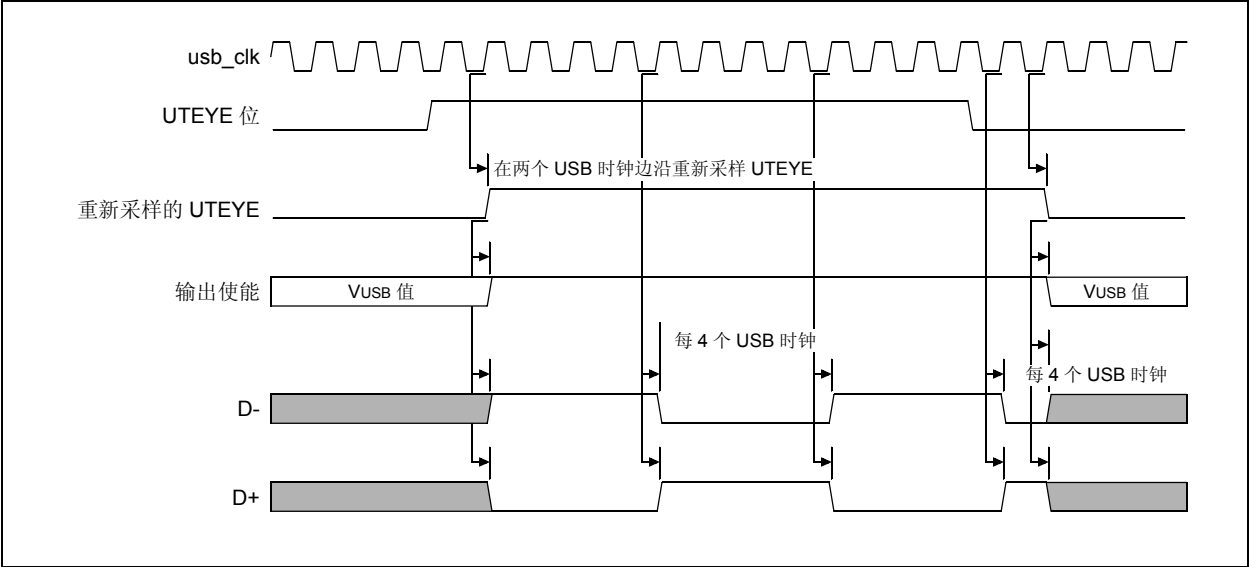 usb_clk
UTEYE 位
在两个 USB 时钟边沿重新采样 UTEYE
重新采样的 UTEYE
输出使能
VUSB 值
VUSB 值
每 4 个 USB 时钟
每 4 个 USB 时钟
D-
D+